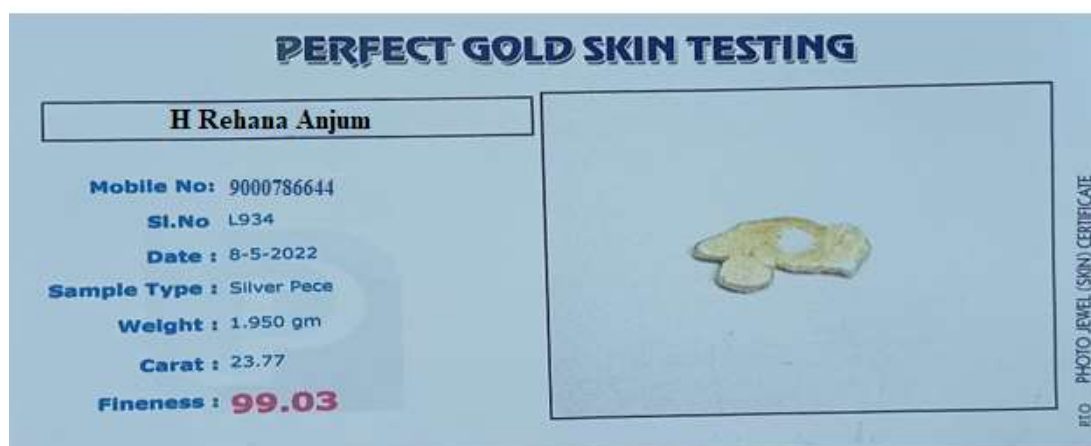 PERFECT GOLD SKIN TESTING
H Rehana Anjum
Mobile No: 9000786644
Sl.No L934
Date : 8-5-2022
Sample Type : Silver Pece
Weight : 1.950 gm
Carat : 23.77
Fineness : 99.03
PHOTO JEWEL (SKIN) CERTIFICATE